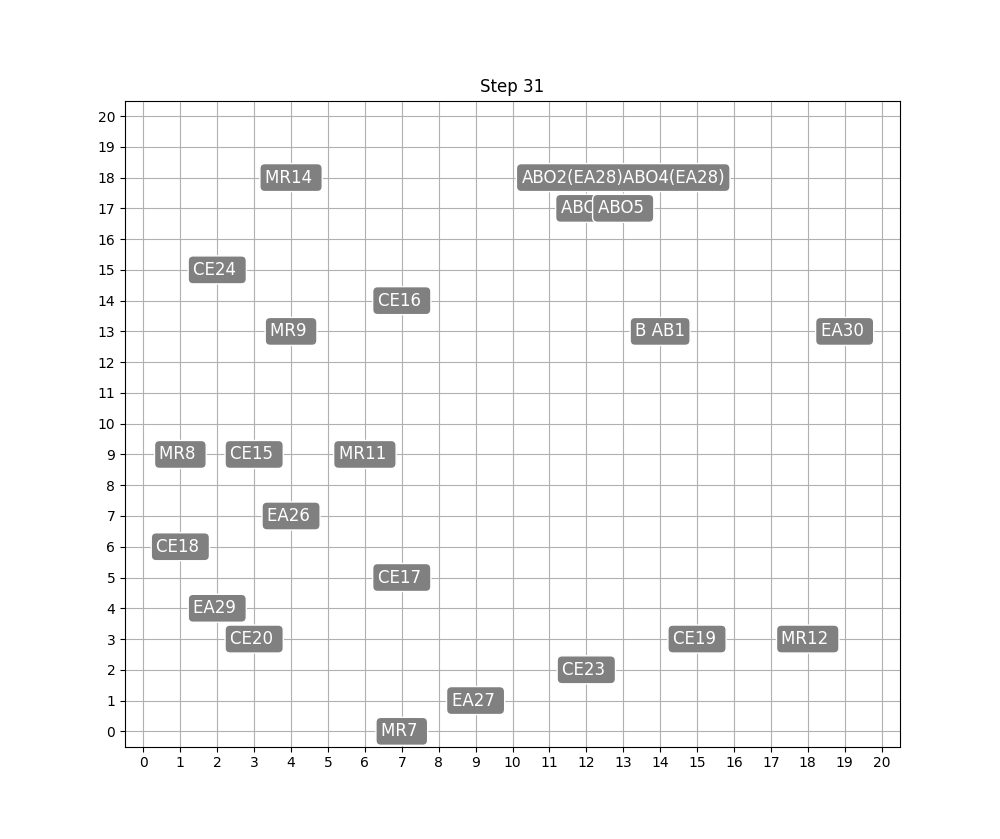 Step 31
20
19
18 MR14 ABO2(EA28)ABO4(EA28)
17 ABO5
16
15 CE24
14 CE16
13 MR9 B AB1 EA30
12
11
10
9 MR8 CE15 MR11
8
7 EA26
6 CE18
5 CE17
4 EA29
3 CE20 CE19 MR12
2 CE23
1 EA27
0 MR7
0 1 2 3 4 5 6 7 8 9 10 11 12 13 14 15 16 17 18 19 20